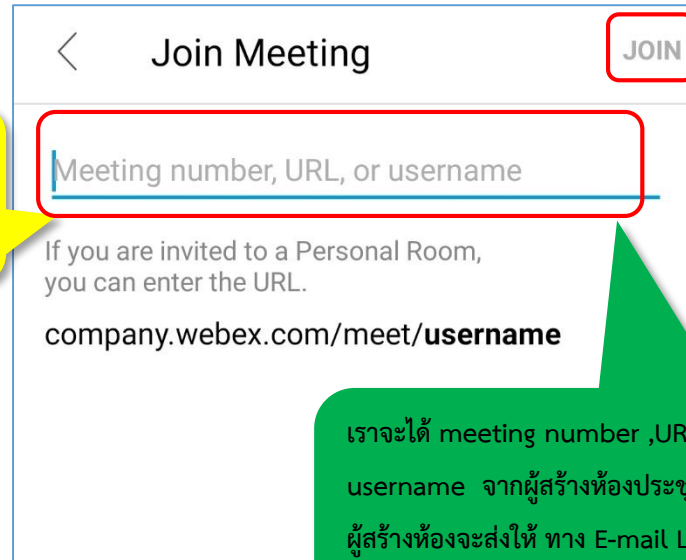 Join Meeting
JOIN
Meeting number, URL, or username
If you are invited to a Personal Room,
you can enter the URL.
company.webex.com/meet/username
เราจะได้ meeting number ,UR
username จากผู้สร้างห้องประชุ
ผู้สร้างห้องจะส่งให้ ทาง E-mail L